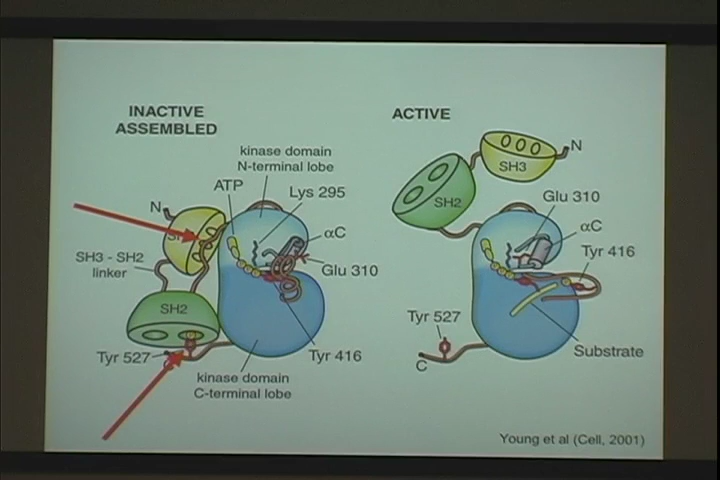 INACTIVE
ASSEMBLED
ACTIVE
kinase domain
N-terminal lobe
ATP
Lys 295
N
αC
SH3 - SH2
linker
Glu 310
SH2
Tyr 527
Tyr 416
kinase domain
C-terminal lobe
N
SH3
SH2
Glu 310
αC
Tyr 416
Tyr 527
C
Substrate
Young et al (Cell, 2001)